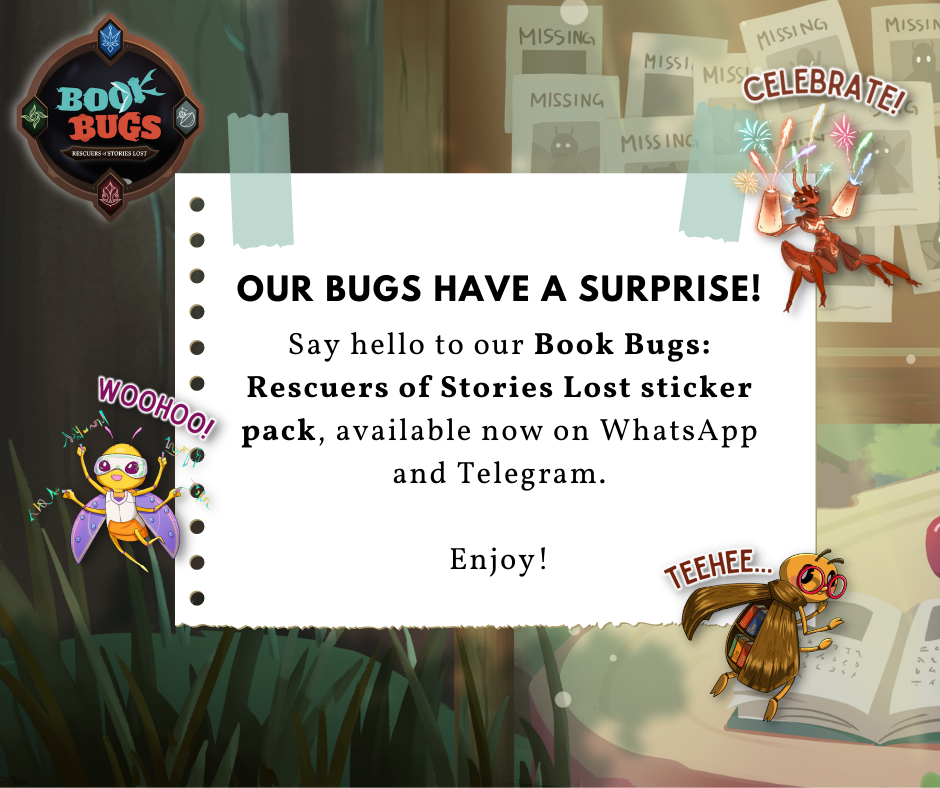 BOOK
BUGS
RESCUERS of STORIES LOST
MISSING
MISSING
MISSING
MISSING
MISSING
MISSING
MISSING
CELEBRATE!
OUR BUGS HAVE A SURPRISE!
Say hello to our Book Bugs:
Rescuers of Stories Lost sticker
pack, available now on WhatsApp
and Telegram.
WOOHOO!
Enjoy!
TEEHEE...